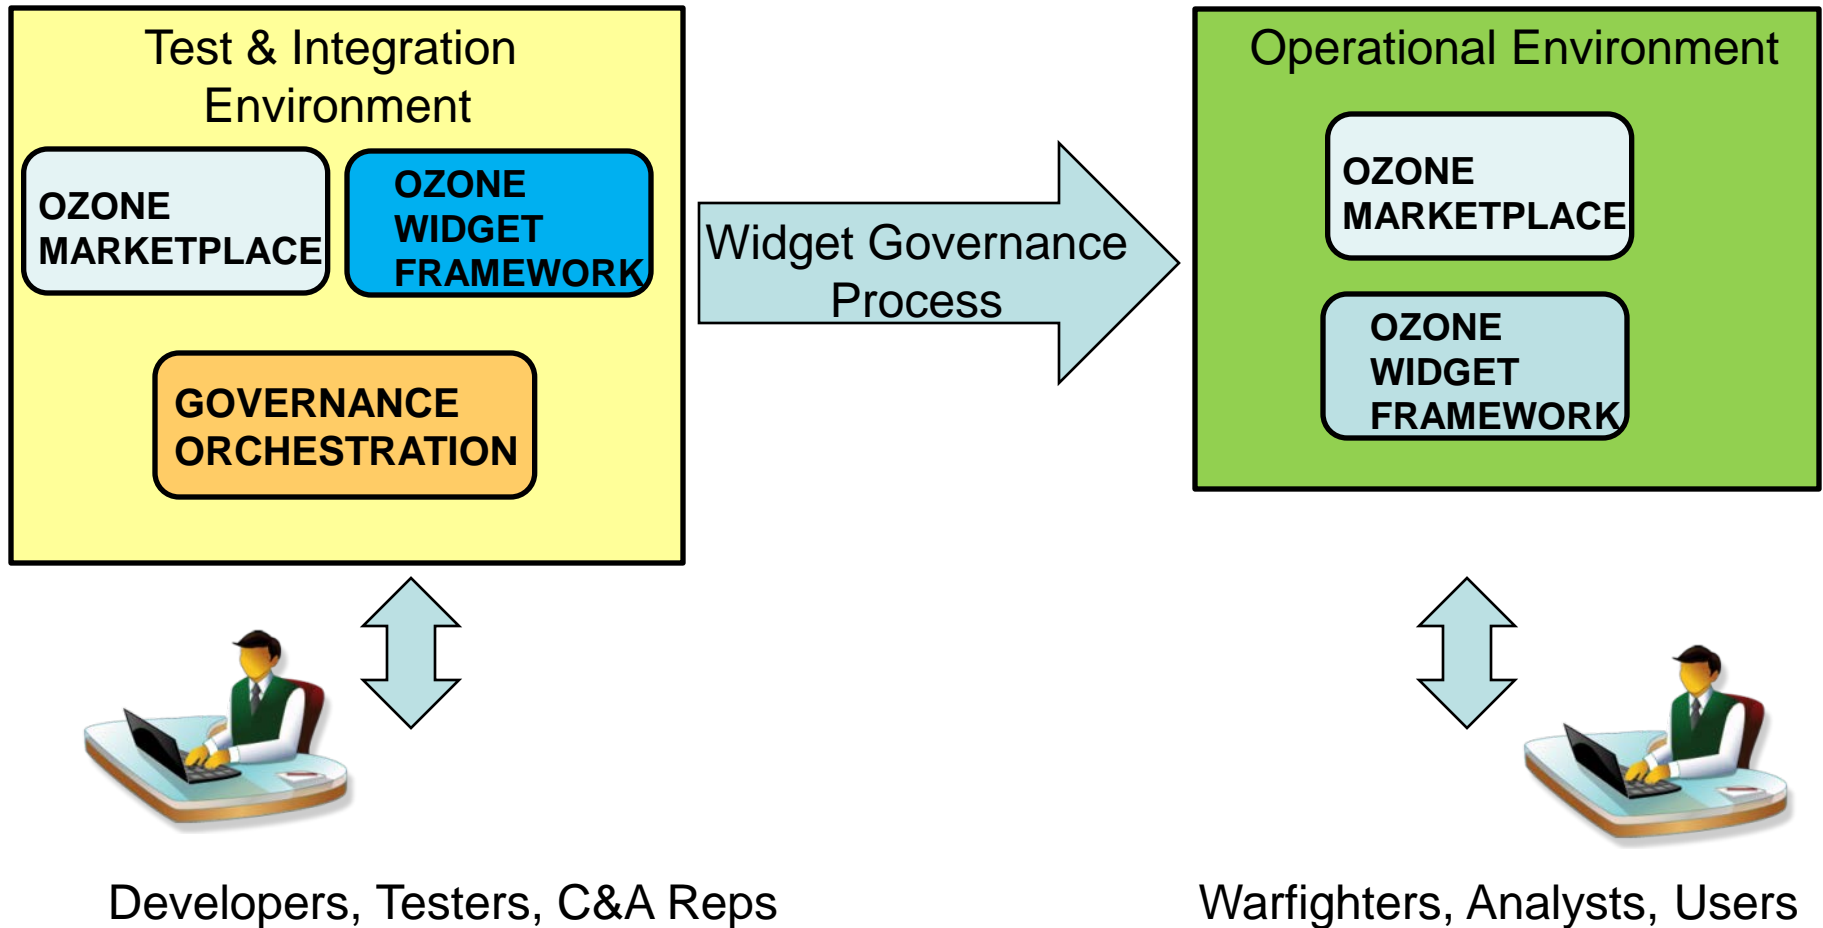 Test & Integration
Environment
OZONE
MARKETPLACE
OZONE
WIDGET
FRAMEWORK
GOVERNANCE
ORCHESTRATION
Widget Governance
Process
Operational Environment
OZONE
MARKETPLACE
OZONE
WIDGET
FRAMEWORK
Developers, Testers, C&A Reps
Warfighters, Analysts, Users